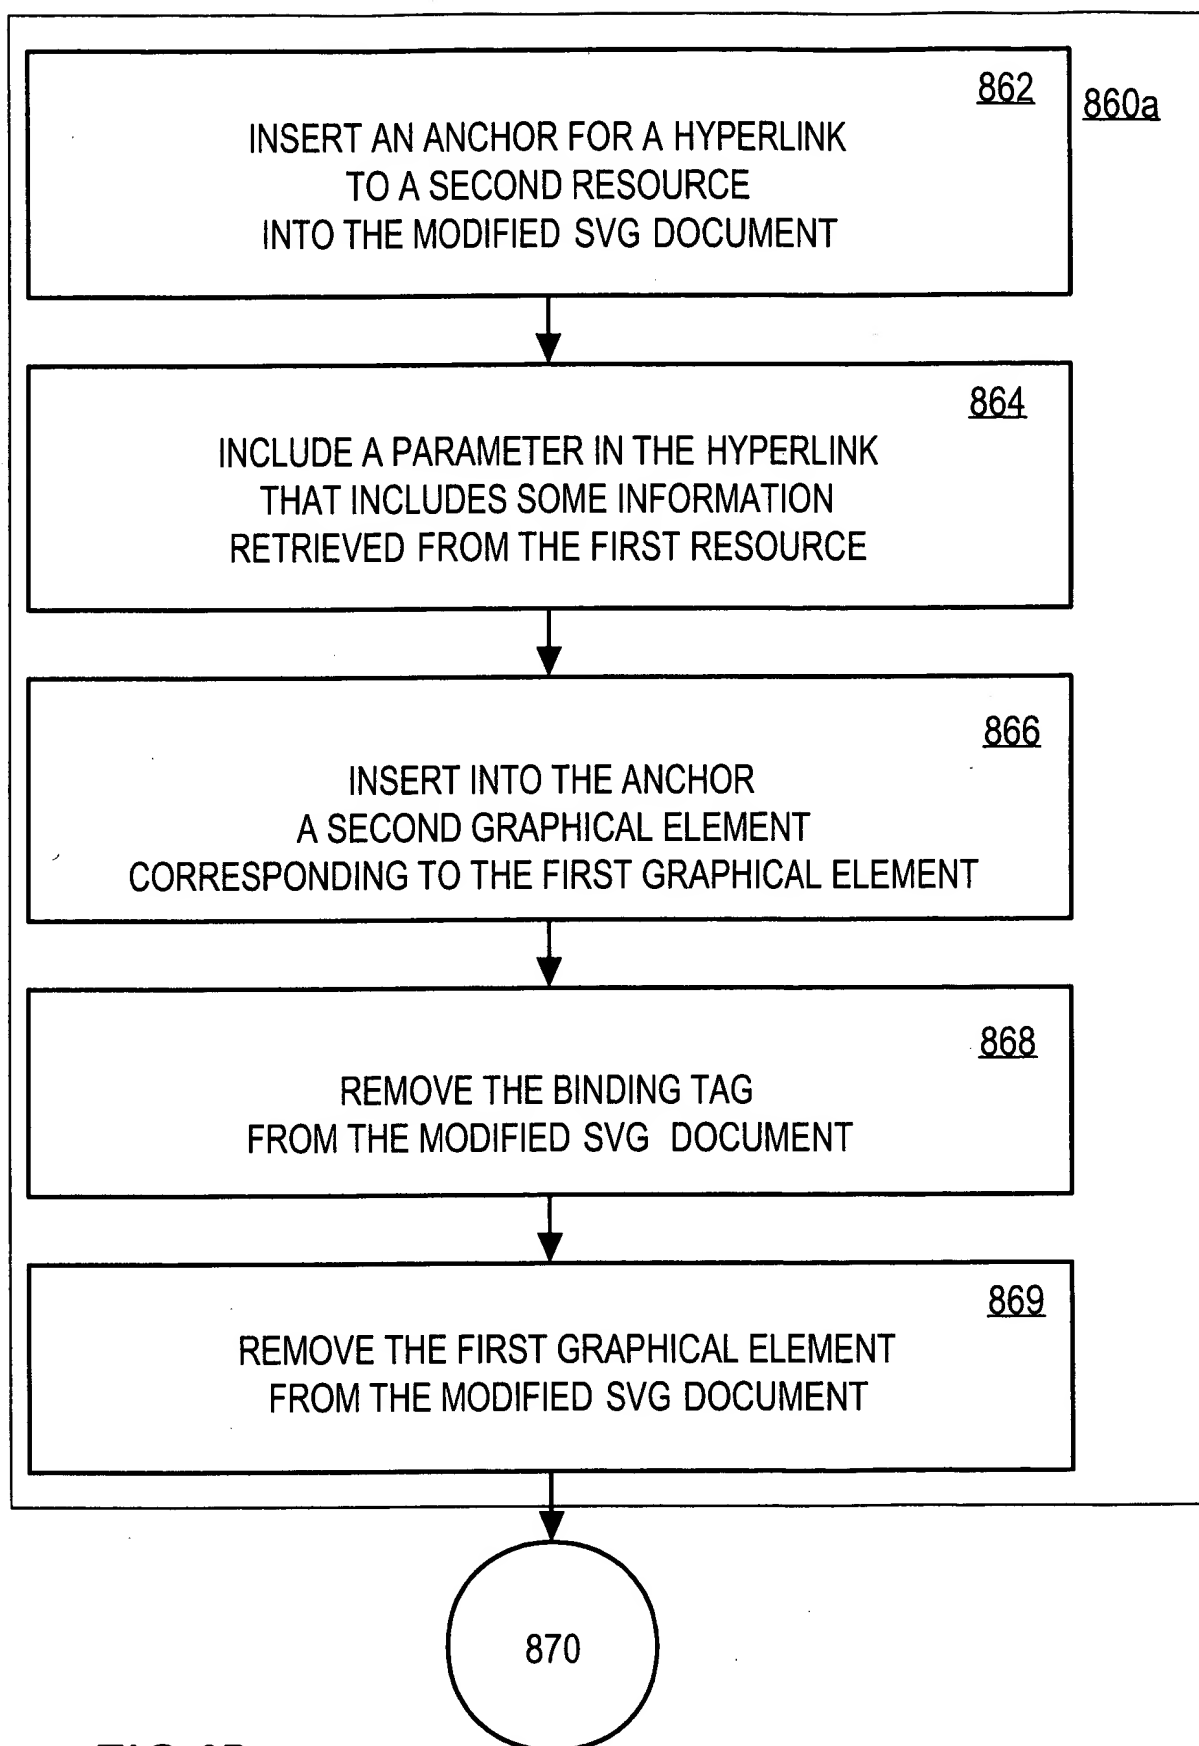 862
860a
INSERT AN ANCHOR FOR A HYPERLINK
TO A SECOND RESOURCE
INTO THE MODIFIED SVG DOCUMENT
864
INCLUDE A PARAMETER IN THE HYPERLINK
THAT INCLUDES SOME INFORMATION
RETRIEVED FROM THE FIRST RESOURCE
866
INSERT INTO THE ANCHOR
A SECOND GRAPHICAL ELEMENT
CORRESPONDING TO THE FIRST GRAPHICAL ELEMENT
868
REMOVE THE BINDING TAG
FROM THE MODIFIED SVG DOCUMENT
869
REMOVE THE FIRST GRAPHICAL ELEMENT
FROM THE MODIFIED SVG DOCUMENT
870